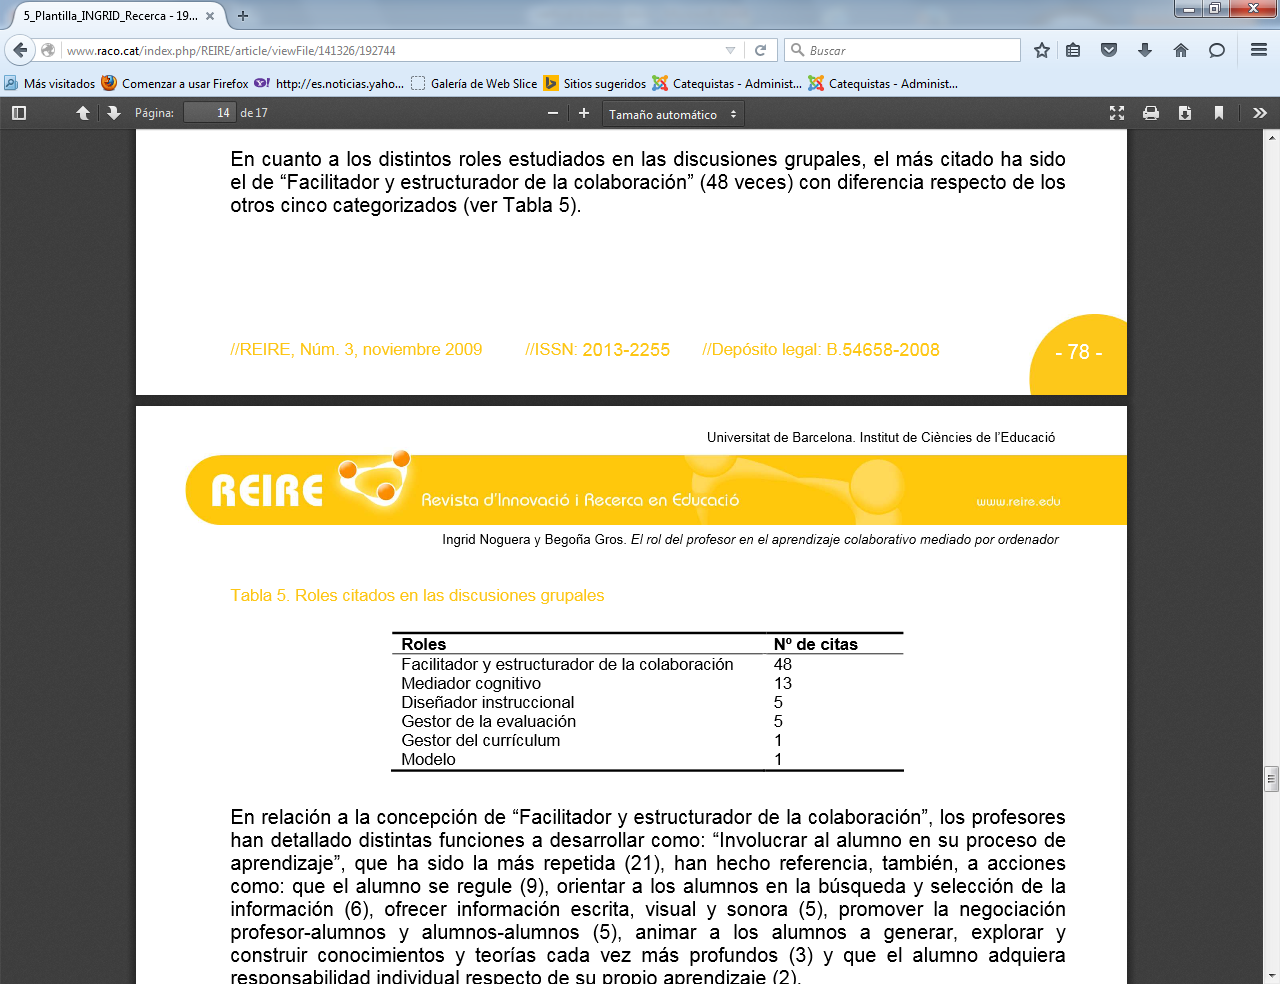 5_Plantilla_INGRID_Recerca - 19...
www.raco.cat/index.php/REIRE/article/viewFile/141326/192744
Buscar
Más visitados
Comenzar a usar Firefox
http://es.noticias.yaho...
Galería de Web Slice
Sitios sugeridos
Catequistas - Administ...
Catequistas - Administ...
Página:
14
de 17
Tamaño automático
En cuanto a los distintos roles estudiados en las discusiones grupales, el más citado ha sido
el de “Facilitador y estructurador de la colaboración” (48 veces) con diferencia respecto de los
otros cinco categorizados (ver Tabla 5).
//REIRE, Núm. 3, noviembre 2009 //ISSN: 2013-2255 //Depósito legal: B.54658-2008
- 78 -
Universitat de Barcelona. Institut de Ciències de l’Educació
REIRE
Revista d’Innovació i Recerca en Educació
www.reire.edu
Ingrid Noguera y Begoña Gros. El rol del profesor en el aprendizaje colaborativo mediado por ordenador
Tabla 5. Roles citados en las discusiones grupales
Roles Nº de citas
Facilitador y estructurador de la colaboración 48
Mediador cognitivo 13
Diseñador instruccional 5
Gestor de la evaluación 5
Gestor del currículum 1
Modelo 1
En relación a la concepción de “Facilitador y estructurador de la colaboración”, los profesores
han detallado distintas funciones a desarrollar como: “Involucrar al alumno en su proceso de
aprendizaje”, que ha sido la más repetida (21), han hecho referencia, también, a acciones
como: que el alumno se regule (9), orientar a los alumnos en la búsqueda y selección de la
información (6), ofrecer información escrita, visual y sonora (5), promover la negociación
profesor-alumnos y alumnos-alumnos (5), animar a los alumnos a generar, explorar y
construir conocimientos y teorías cada vez más profundos (3) y que el alumno adquiera
responsabilidad individual respecto de su propio aprendizaje (2).